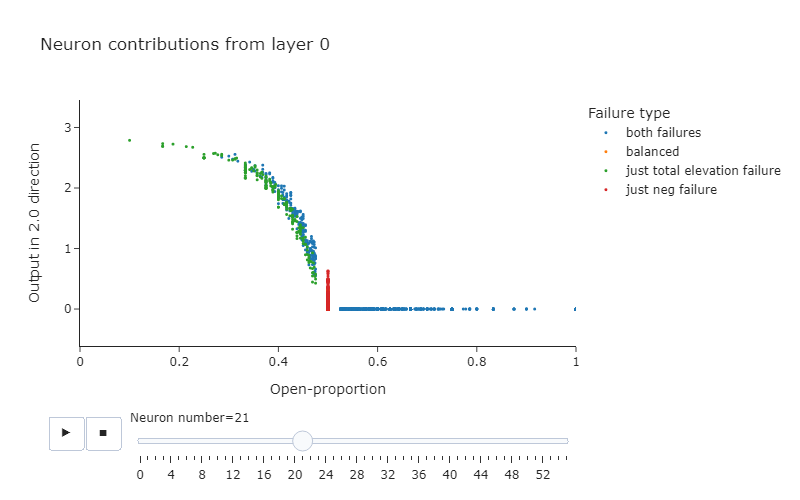 Neuron contributions from layer 0
Failure type
both failures
balanced
just total elevation failure
just neg failure
Output in 2.0 direction
3
2
1
0
0 0.2 0.4 0.6 0.8 1
Open-proportion
Neuron number=21
0 4 8 12 16 20 24 28 32 36 40 44 48 52